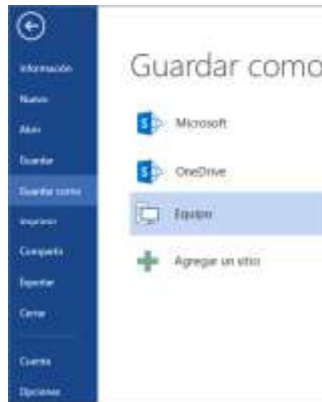 Información
Nuevo
Abrir
Guardar
Guardar como
Imprimir
Compartir
Exportar
Cerrar
Cuenta
Opciones
Guardar como
Microsoft
OneDrive
Equipo
Agregar un sitio